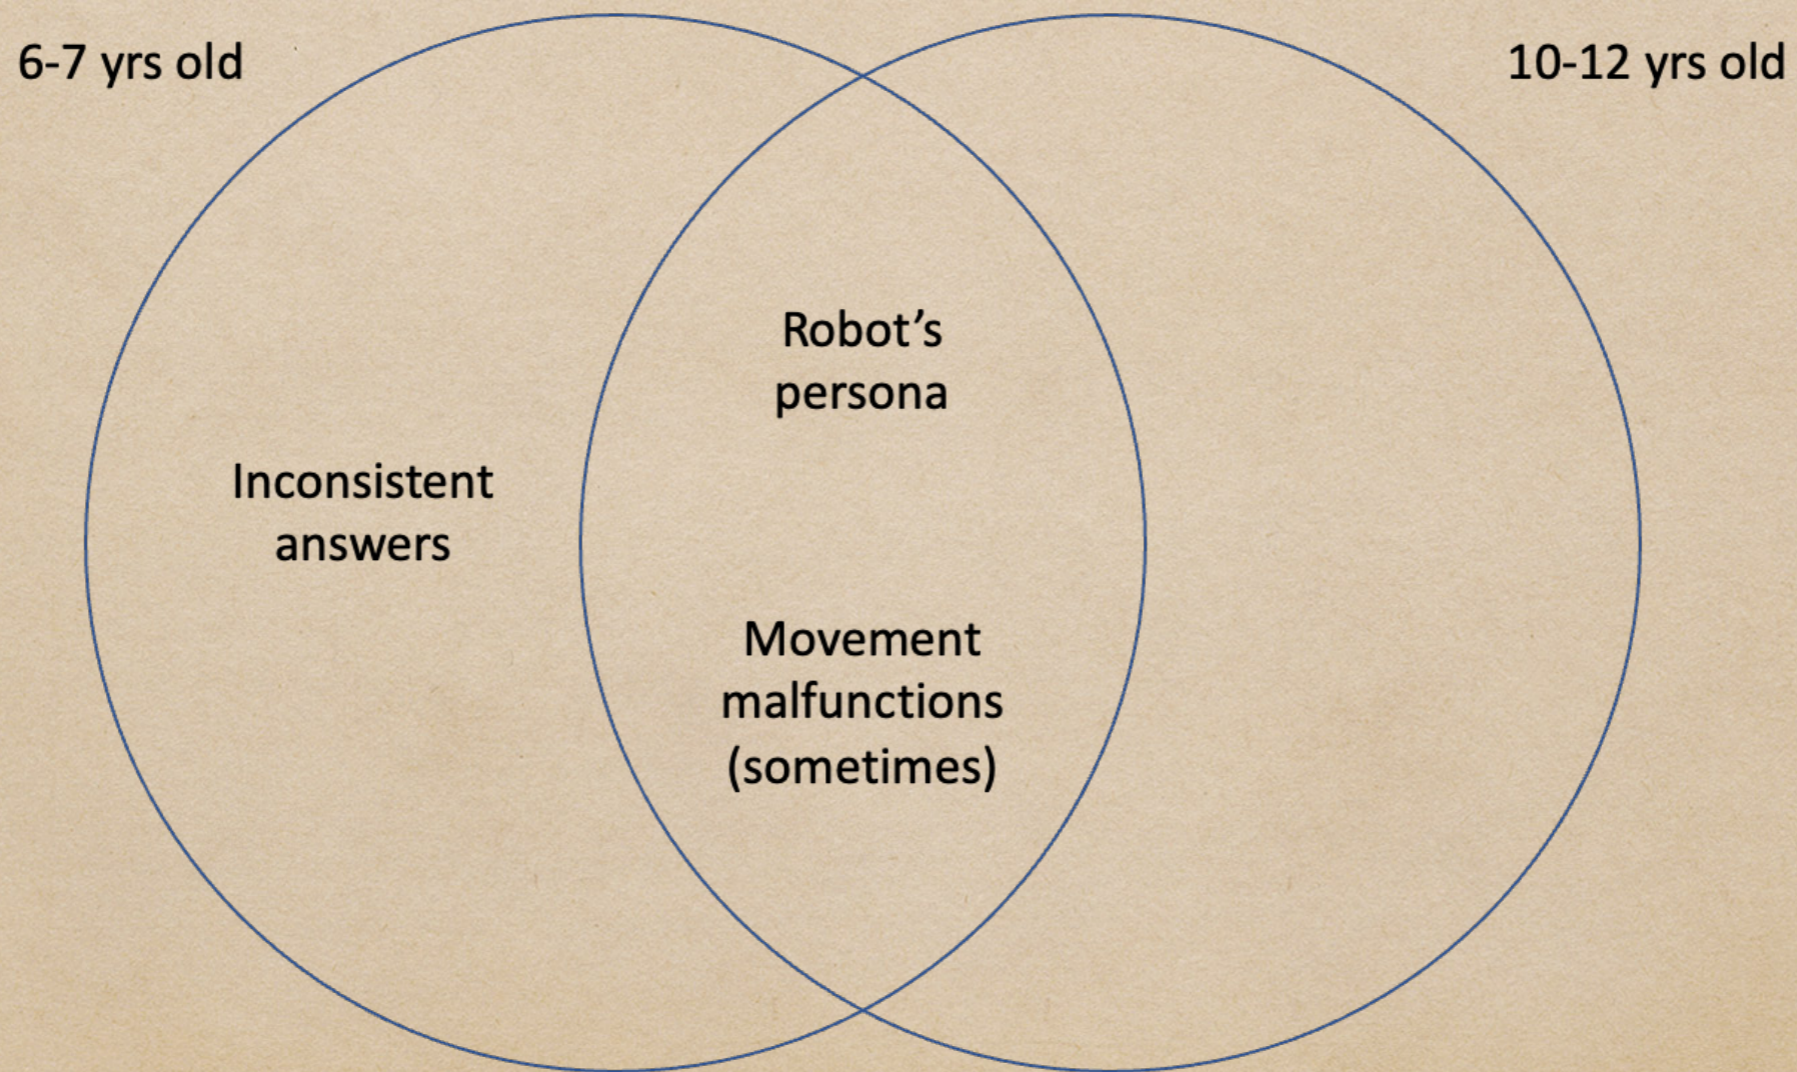 6-7 yrs old
10-12 yrs old
Robot’s
persona
Inconsistent
answers
Movement
malfunctions
(sometimes)